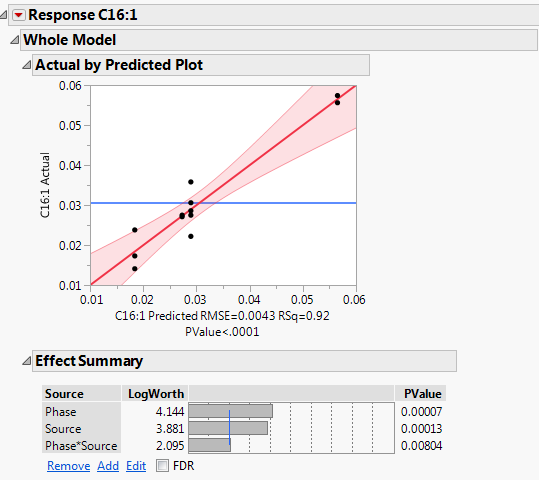 Response C16:1
Whole Model
Actual by Predicted Plot
0.06
0.05
0.04
0.03
0.02
0.01
C16:1 Actual
0.01 0.02 0.03 0.04 0.05 0.06
C16:1 Predicted RMSE=0.0043 RSq=0.92
PValue<.0001
Effect Summary
Source LogWorth PValue
Phase 4.144 0.00007
Source 3.881 0.00013
Phase*Source 2.095 0.00804
Remove Add Edit FDR